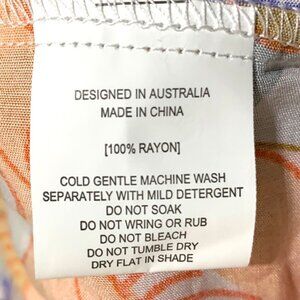 DESIGNED IN AUSTRALIA
MADE IN CHINA
[100% RAYON]
COLD GENTLE MACHINE WASH
SEPARATELY WITH MILD DETERGENT
DO NOT SOAK
DO NOT WRING OR RUB
DO NOT BLEACH
DO NOT TUMBLE DRY
DRY FLAT IN SHADE